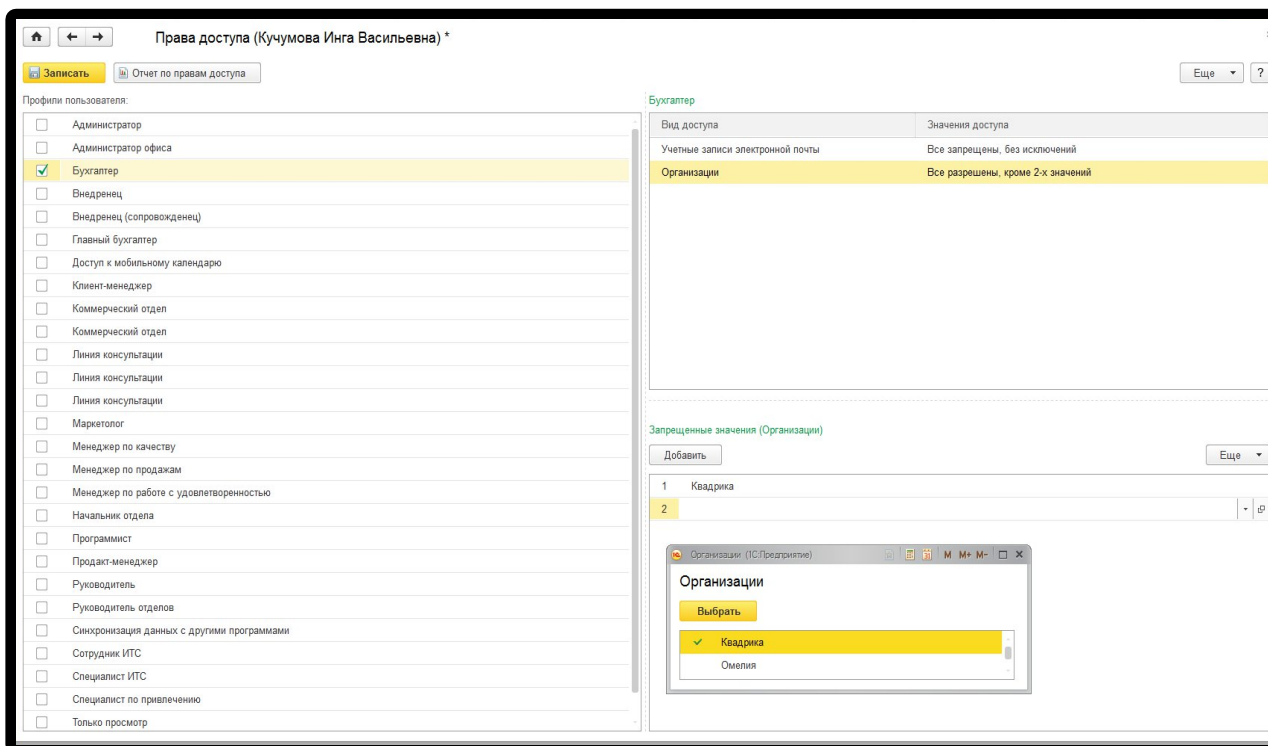 Права доступа (Кучумова Инга Васильевна) *
Записать Отчет по правам доступа Еще ?
Профили пользователя:
Администратор
Администратор офиса
Бухгалтер
Внедренец
Внедренец (сопровожденец)
Главный бухгалтер
Доступ к мобильному календарю
Клиент-менеджер
Коммерческий отдел
Коммерческий отдел
Линия консультации
Линия консультации
Линия консультации
Маркетолог
Менеджер по качеству
Менеджер по продажам
Менеджер по работе с удовлетворенностью
Начальник отдела
Программист
Продакт-менеджер
Руководитель
Руководитель отделов
Синхронизация данных с другими программами
Сотрудник ИТС
Специалист ИТС
Специалист по привлечению
Только просмотр
Бухгалтер
Вид доступа Значения доступа
Учетные записи электронной почты Все запрещены, без исключений
Организации Все разрешены, кроме 2-х значений
Запрещенные значения (Организации)
Добавить Еще
1 Квадрика
2
Организации (1С:Предприятие) 31 M M+ M-
Организации
Выбрать
Квадрика
Омелия